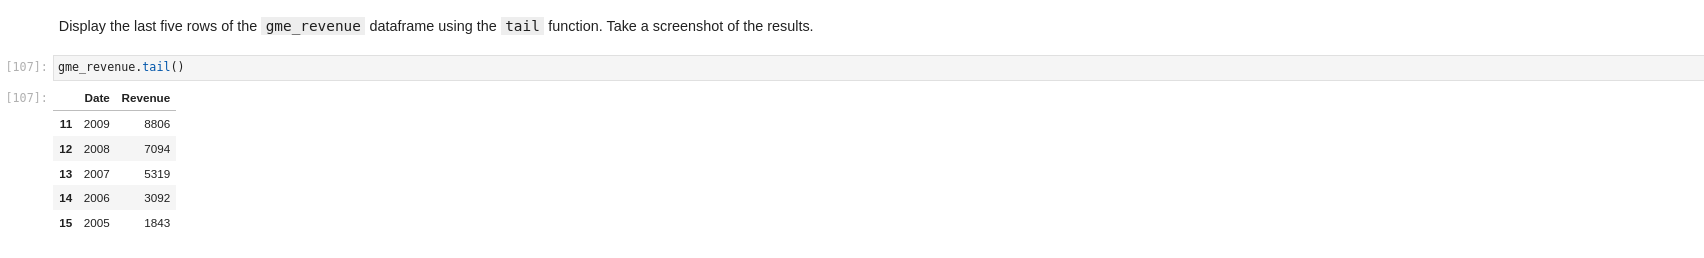 Display the last five rows of the gme_revenue dataframe using the tail function. Take a screenshot of the results.
[107]: gme_revenue.tail()
[107]: Date Revenue
11 2009 8806
12 2008 7094
13 2007 5319
14 2006 3092
15 2005 1843